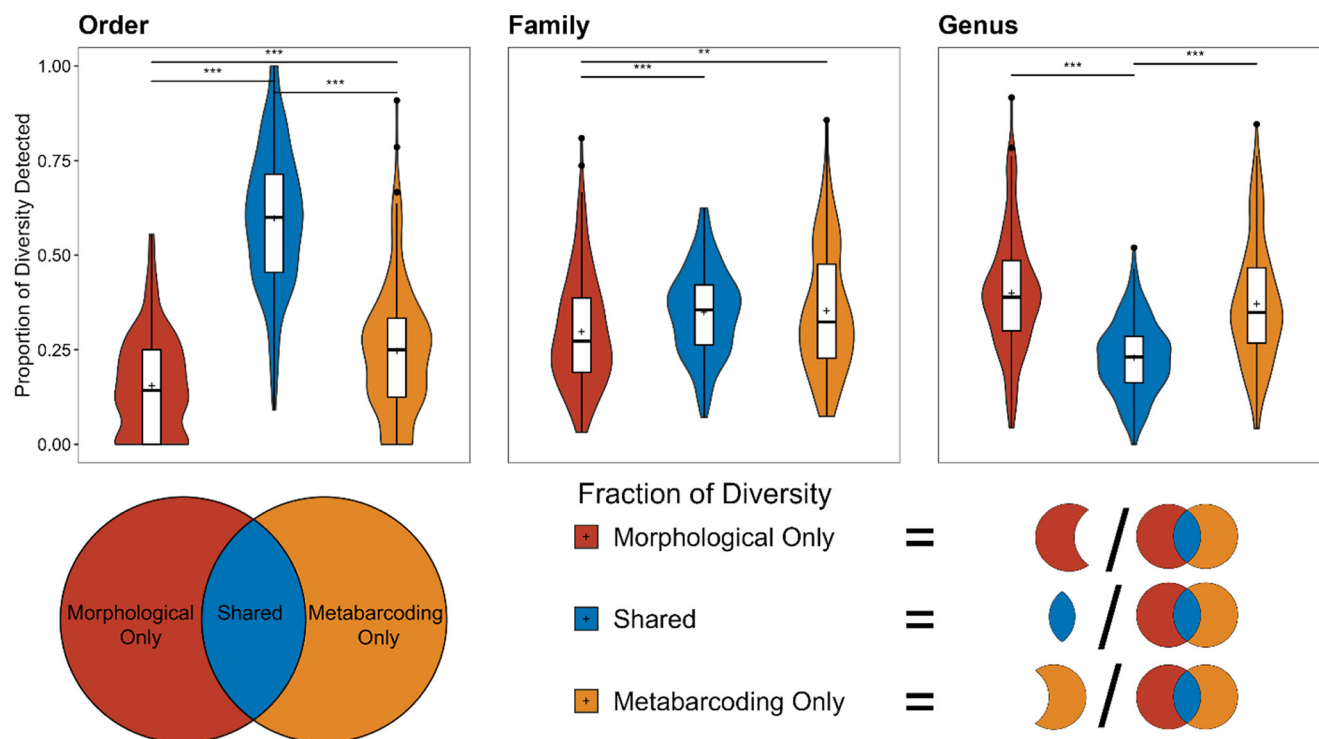 Order
Family
Genus
***
***
***
**
***
***
***
1.00
0.75
0.50
0.25
0.00
Proportion of Diversity Detected
Morphological
Only
Shared
Metabarcoding
Only
Fraction of Diversity
Morphological Only = /
Shared = /
Metabarcoding Only = /